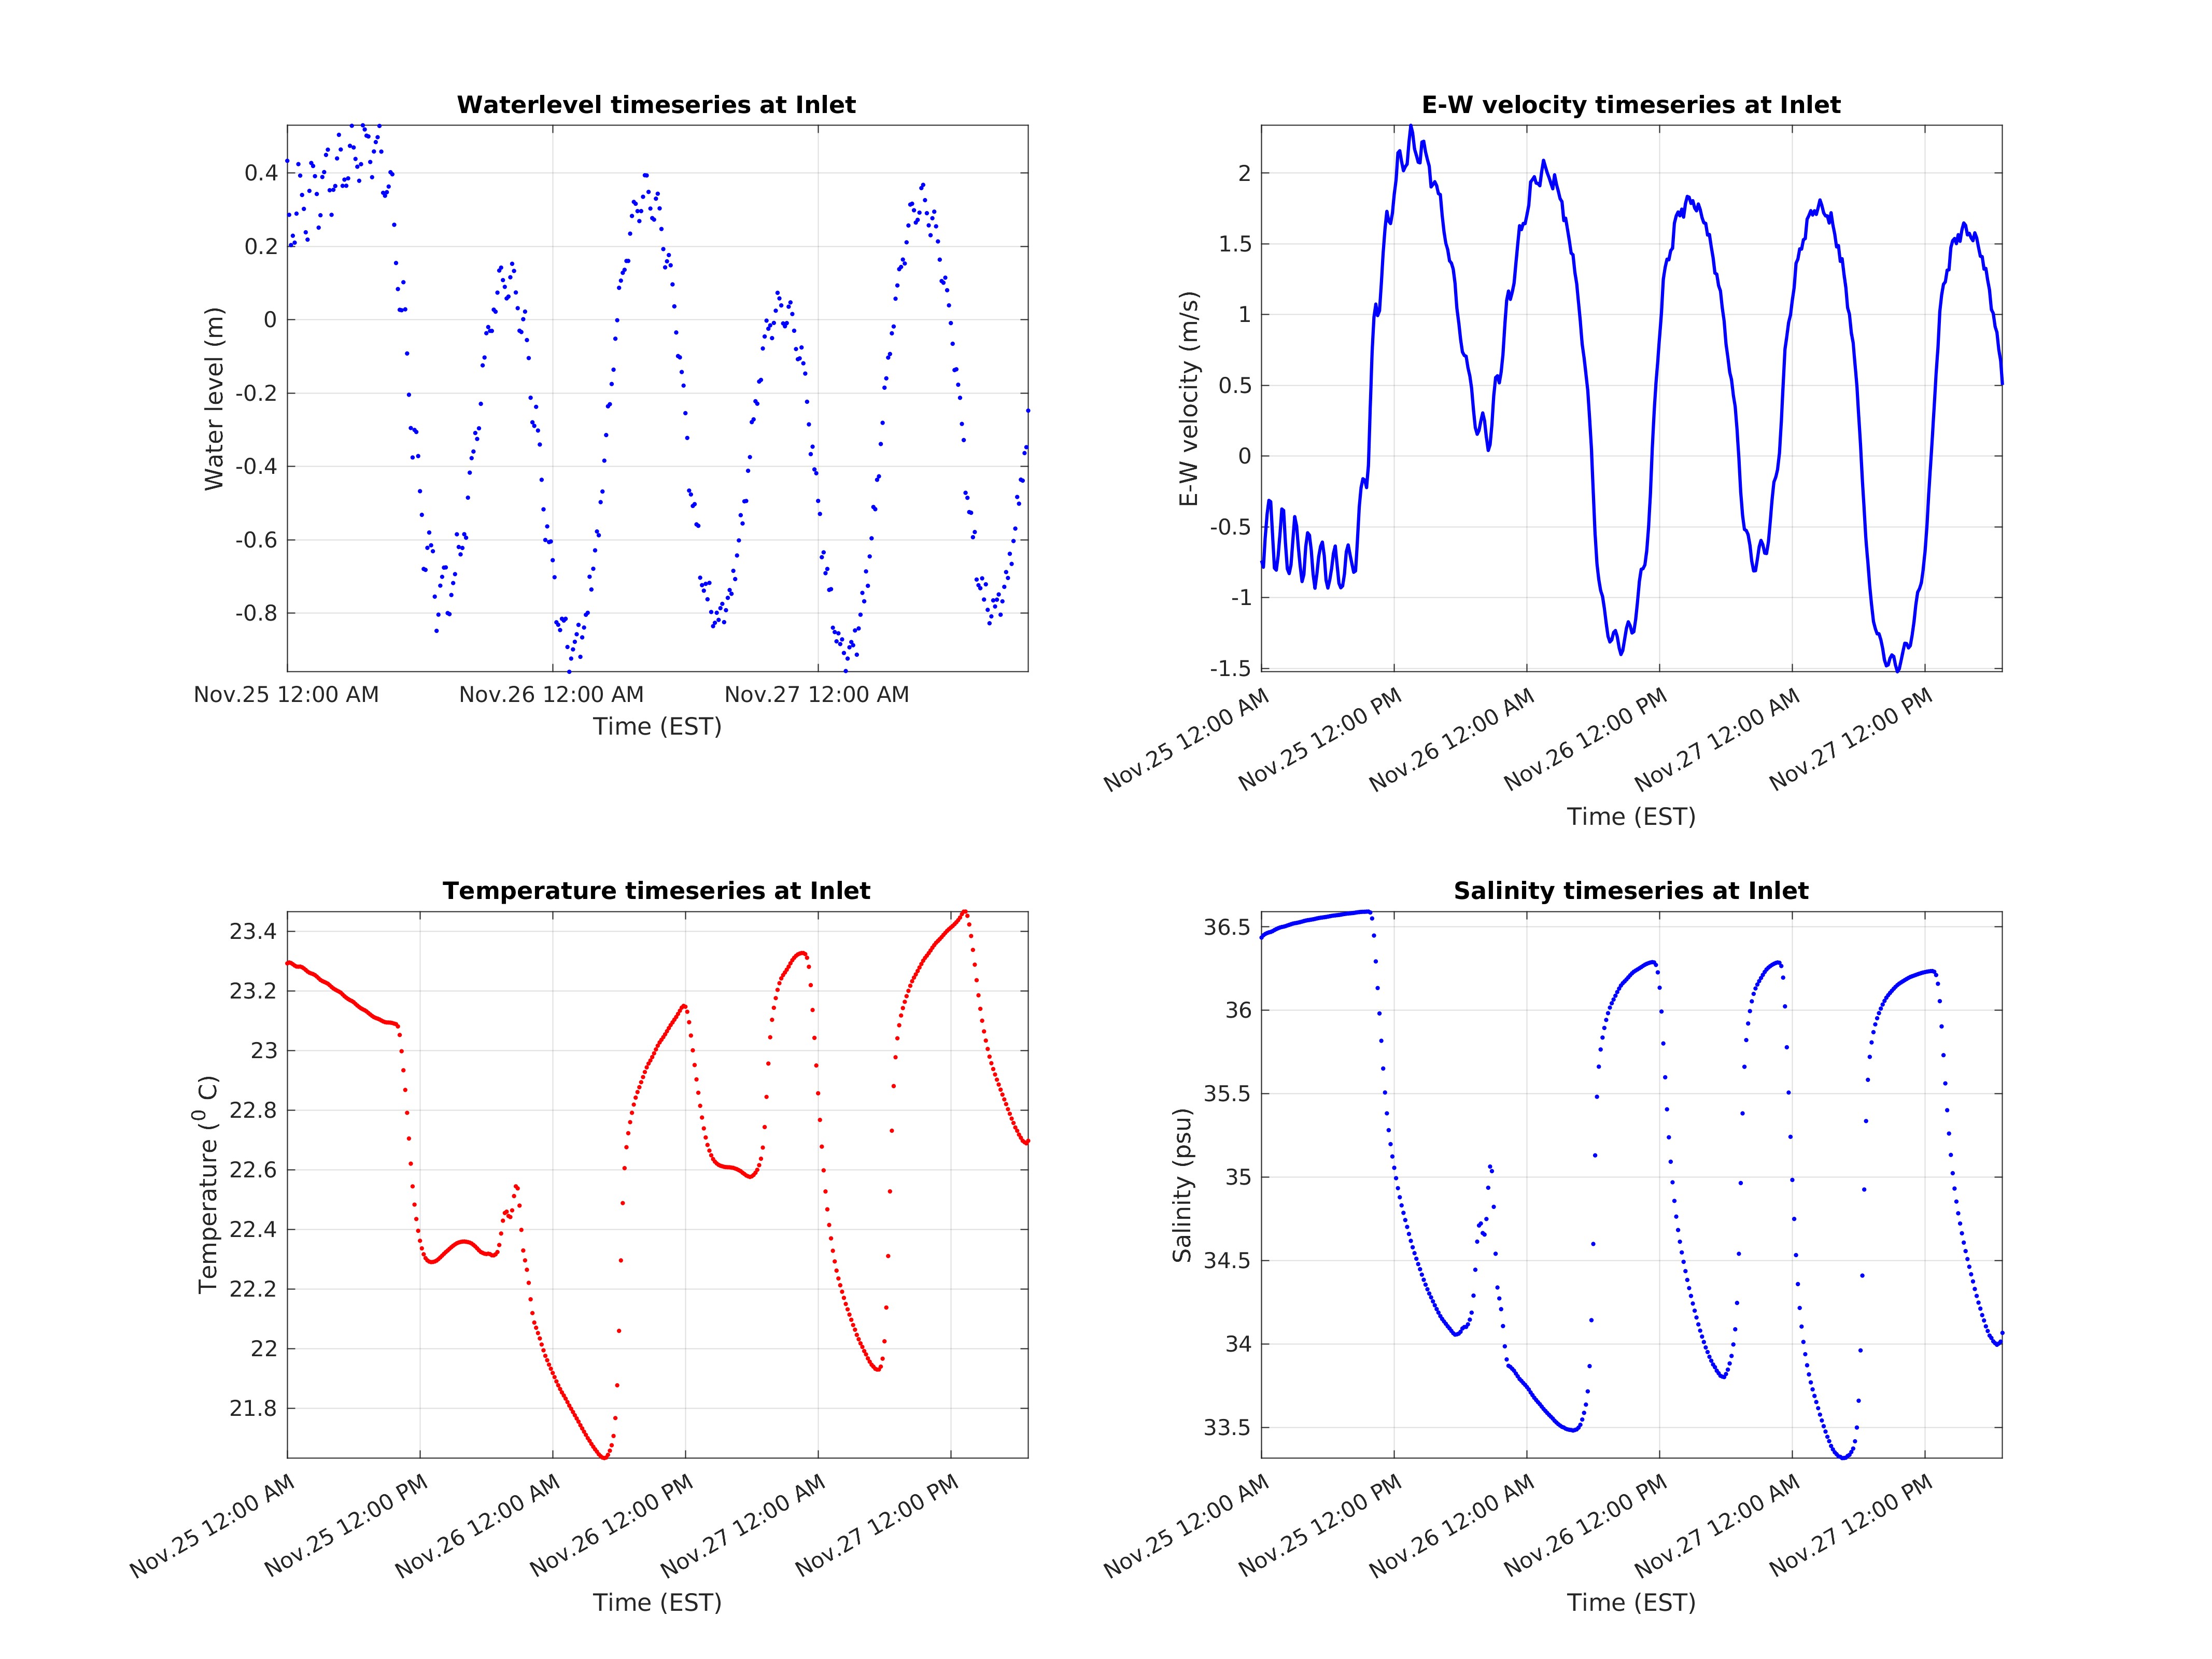 Waterlevel timeseries at Inlet
0.4
0.2
0
-0.2
-0.4
-0.6
-0.8
Water level (m)
Nov.25 12:00 AM
Nov.26 12:00 AM
Nov.27 12:00 AM
Time (EST)
E-W velocity timeseries at Inlet
2
1.5
1
0.5
0
-0.5
-1
-1.5
E-W velocity (m/s)
Nov.25 12:00 AM
Nov.25 12:00 PM
Nov.26 12:00 AM
Nov.26 12:00 PM
Nov.27 12:00 AM
Nov.27 12:00 PM
Time (EST)
Temperature timeseries at Inlet
23.4
23.2
23
22.8
22.6
22.4
22.2
22
21.8
Temperature (⁰ C)
Nov.25 12:00 AM
Nov.25 12:00 PM
Nov.26 12:00 AM
Nov.26 12:00 PM
Nov.27 12:00 AM
Nov.27 12:00 PM
Time (EST)
Salinity timeseries at Inlet
36.5
36
35.5
35
34.5
34
33.5
Salinity (psu)
Nov.25 12:00 AM
Nov.25 12:00 PM
Nov.26 12:00 AM
Nov.26 12:00 PM
Nov.27 12:00 AM
Nov.27 12:00 PM
Time (EST)